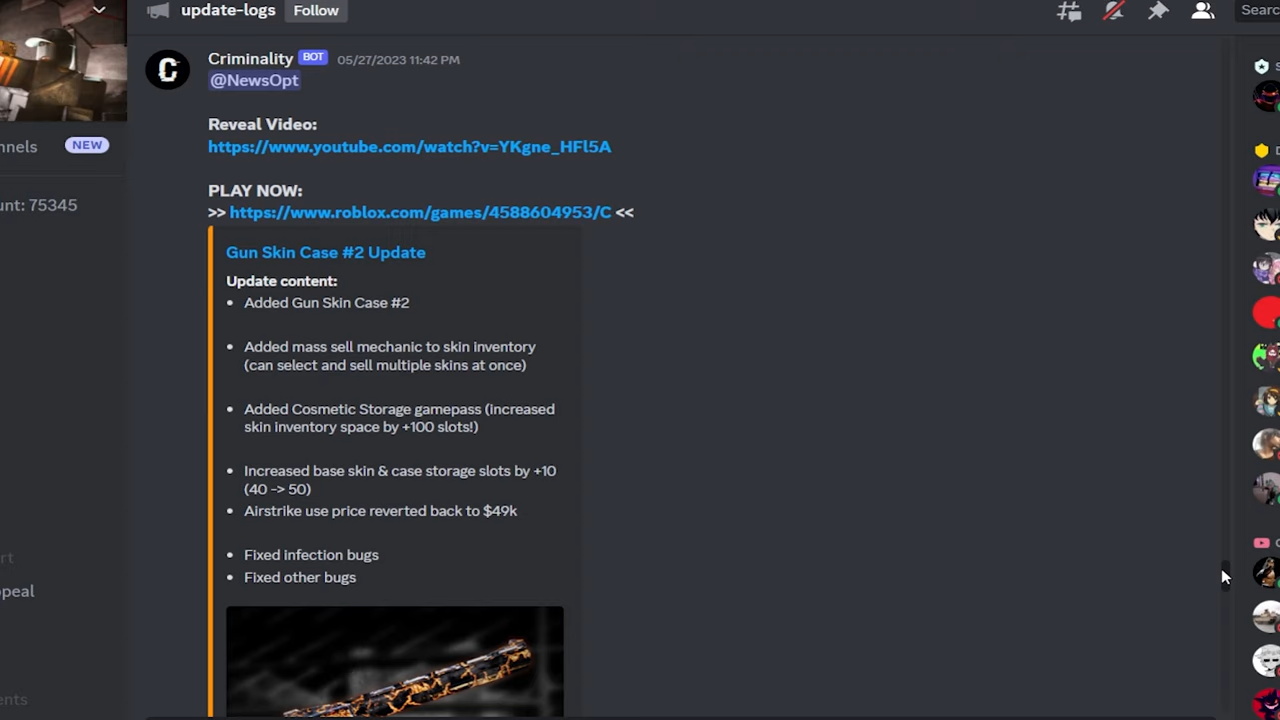 update-logs Follow
Searc
Criminality BOT 05/27/2023 11:42 PM
@NewsOpt
Reveal Video:
https://www.youtube.com/watch?v=YKgne_HFl5A
nnels NEW
PLAY NOW:
unt: 75345
>> https://www.roblox.com/games/4588604953/C <<
Gun Skin Case #2 Update
Update content:
• Added Gun Skin Case #2
• Added mass sell mechanic to skin inventory
(can select and sell multiple skins at once)
• Added Cosmetic Storage gamepass (increased
skin inventory space by +100 slots!)
• Increased base skin & case storage slots by +10
(40 -> 50)
• Airstrike use price reverted back to $49k
• Fixed infection bugs
• Fixed other bugs
rt
peal
ents